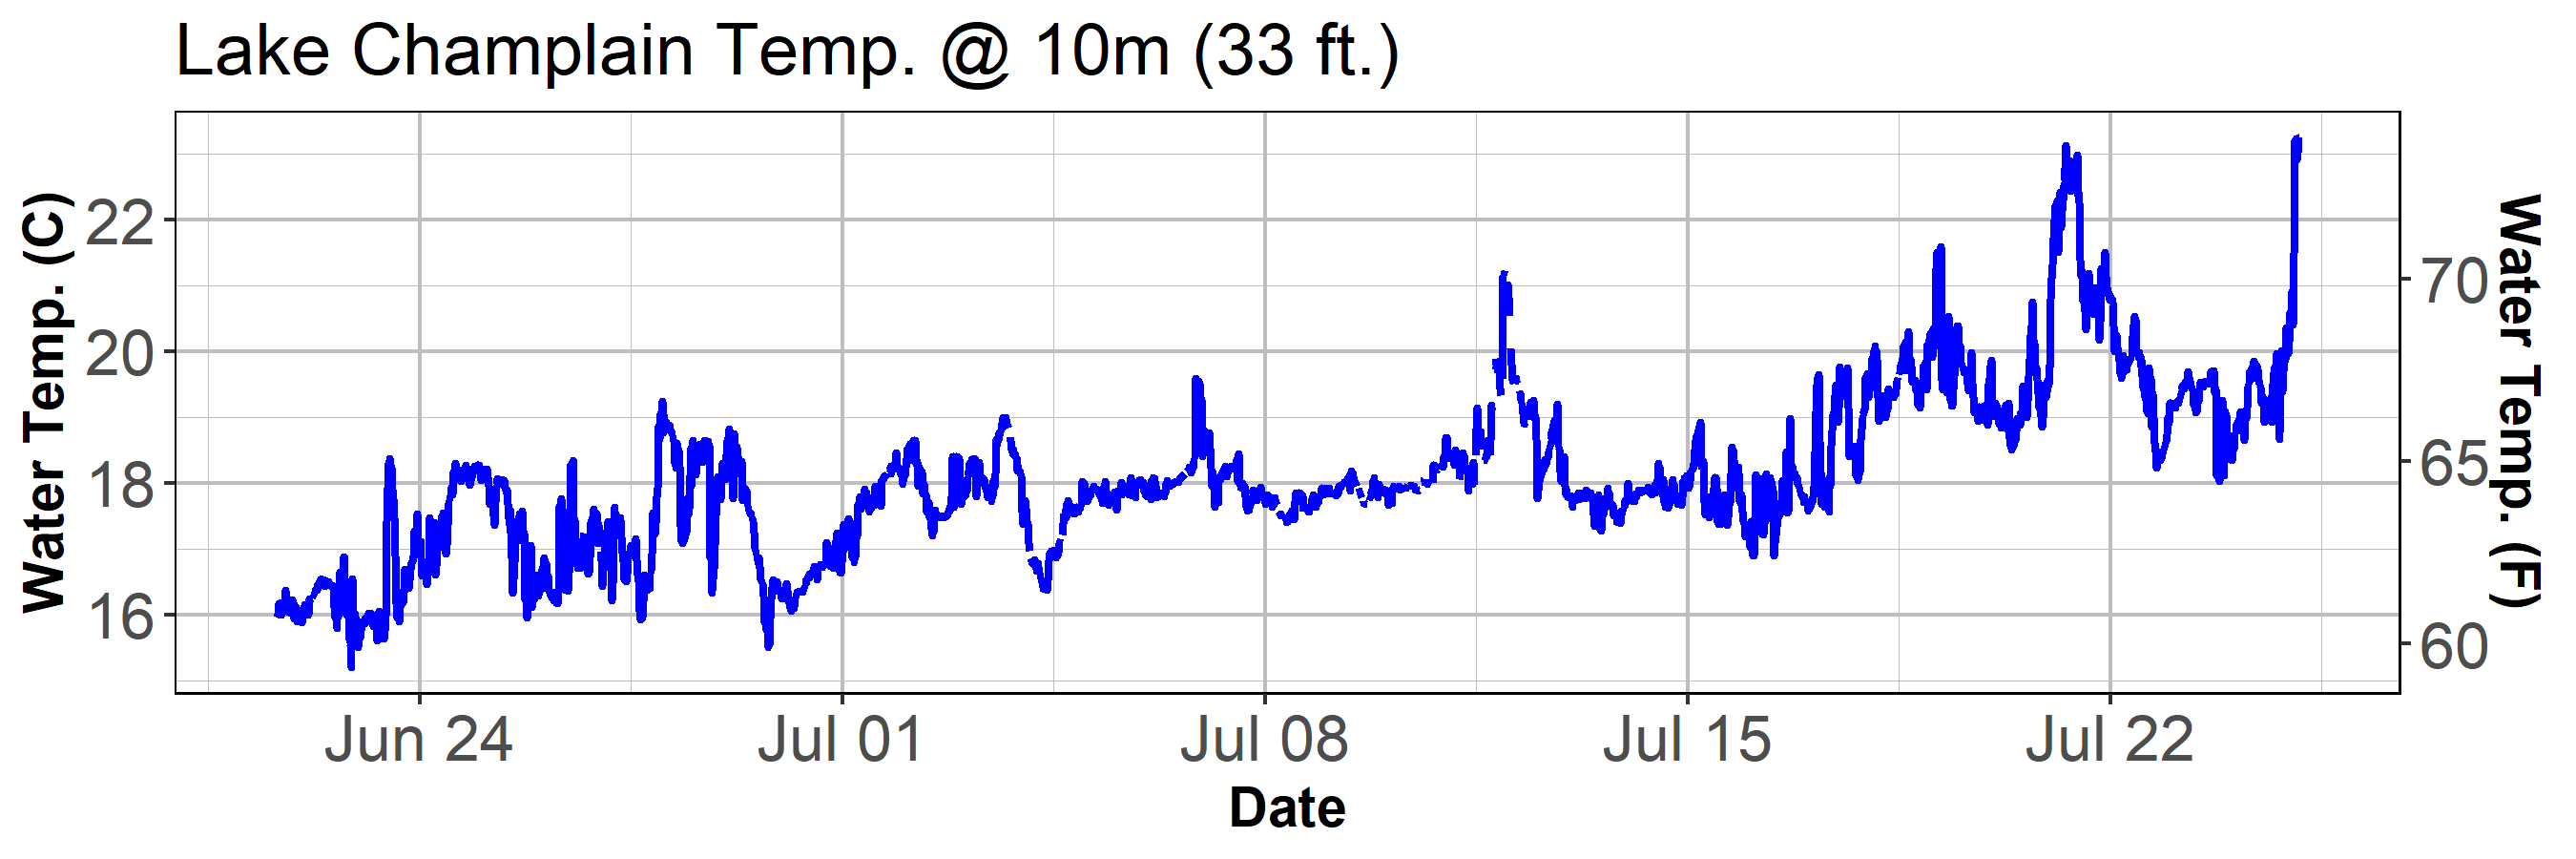 Lake Champlain Temp. @ 10m (33 ft.)
Water Temp. (C)
22
20
18
16
70
65
60
Water Temp. (F)
Jun 24
Jul 01
Jul 08
Jul 15
Jul 22
Date